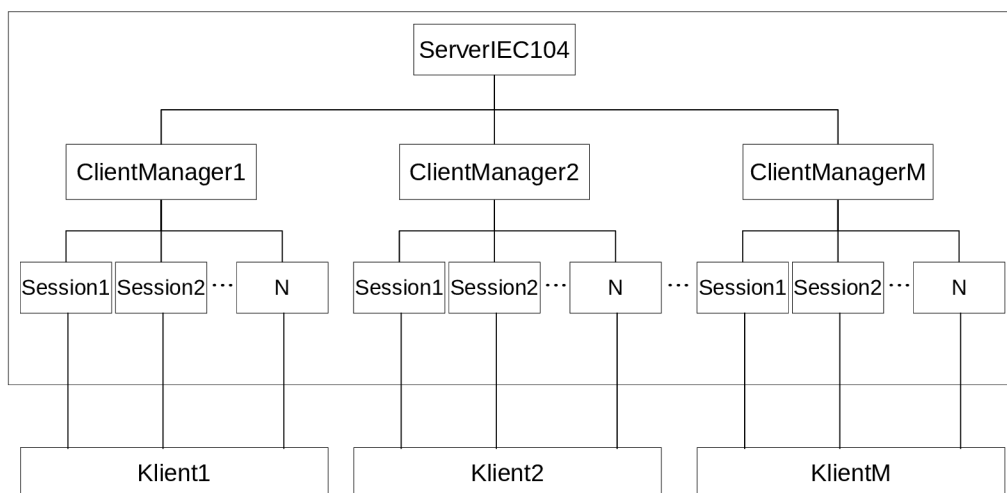 ServerIEC104
ClientManager1 ClientManager2 ClientManagerM
Session1 Session2 ... N Session1 Session2 ... N ... Session1 Session2 ... N
Klient1 Klient2 KlientM